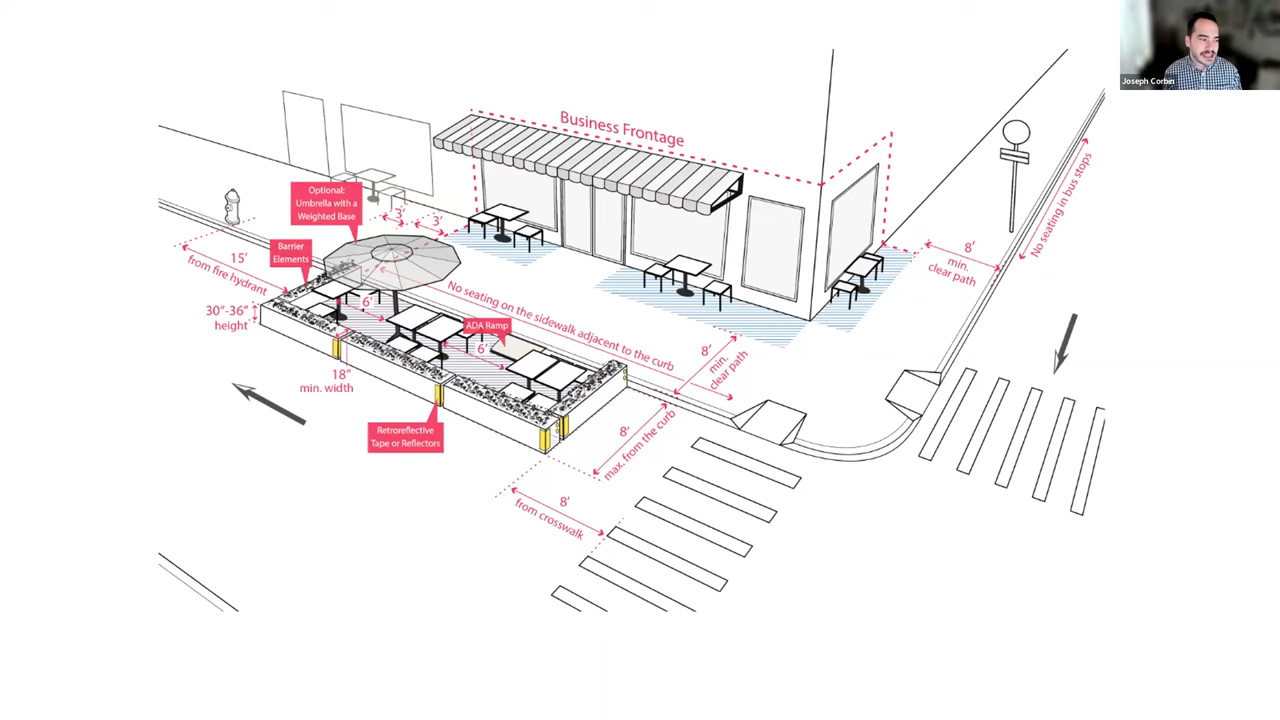 Joseph Corbin
Business Frontage
No seating in bus stops
Optional:
Umbrella with a
Weighted Base
3'
3'
Barrier
Elements
15'
from fire hydrant
8'
min.
clear path
6'
No seating on the sidewalk adjacent to the curb
30"-36"
height
ADA Ramp
6'
8'
min.
clear path
18"
min. width
Retroreflective
Tape or Reflectors
8'
max. from the curb
8'
from crosswalk